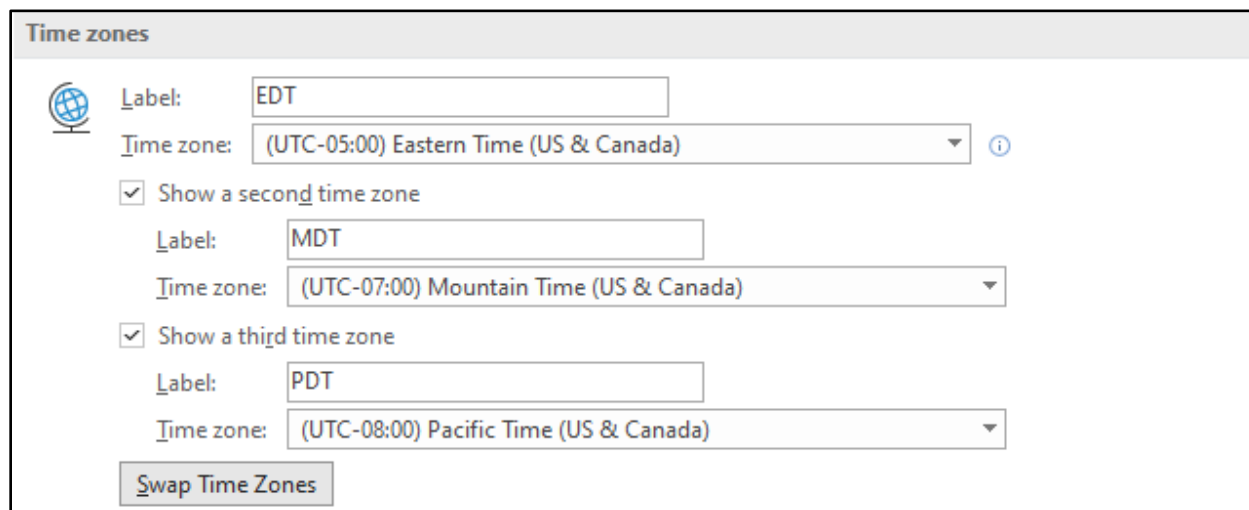 Time zones
Label: EDT
Time zone: (UTC-05:00) Eastern Time (US & Canada)
Show a second time zone
Label: MDT
Time zone: (UTC-07:00) Mountain Time (US & Canada)
Show a third time zone
Label: PDT
Time zone: (UTC-08:00) Pacific Time (US & Canada)
Swap Time Zones